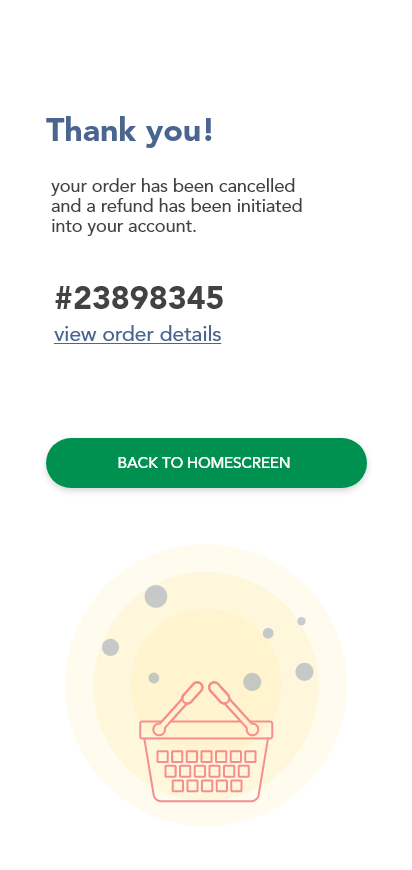 Thank you!
your order has been cancelled
and a refund has been initiated
into your account.
#23898345
view order details
BACK TO HOMESCREEN